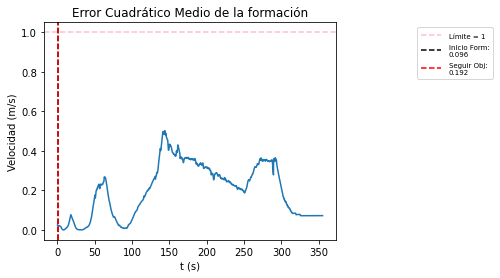 Error Cuadrático Medio de la formación
1.0
0.8
0.6
0.4
0.2
0.0
Velocidad (m/s)
0 50 100 150 200 250 300 350
t (s)
Límite = 1
Inicio Form:
0.096
Seguir Obj:
0.192